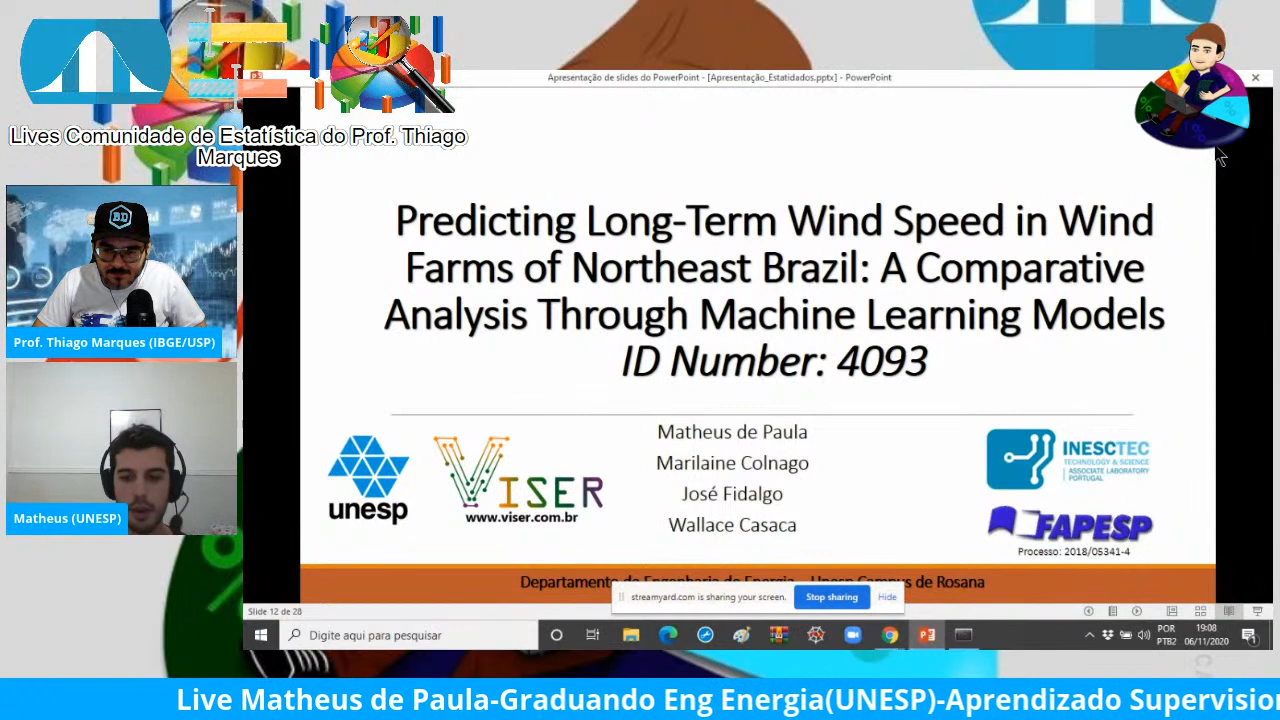 Apresentação de slides do PowerPoint - [Apresentação_Estatidados.pptx] - PowerPoint
Lives Comunidade de Estatística do Prof. Thiago
Marques
BD
Prof. Thiago Marques (IBGE/USP)
Matheus (UNESP)
Predicting Long-Term Wind Speed in Wind
Farms of Northeast Brazil: A Comparative
Analysis Through Machine Learning Models
ID Number: 4093
Matheus de Paula
Marilaine Colnago
José Fidalgo
Wallace Casaca
unesp
VISER
www.viser.com.br
INESCTEC
TECHNOLOGY & SCIENCE
ASSOCIATE LABORATORY
PORTUGAL
FAPESP
Processo: 2018/05341-4
Departamento de Engenharia de Energia – Unesp Campus de Rosana
streamyard.com is sharing your screen.
Stop sharing
Hide
Slide 12 de 28
Digite aqui para pesquisar
POR
PTB2
19:08
06/11/2020
Live Matheus de Paula-Graduando Eng Energia(UNESP)-Aprendizado Supervisio